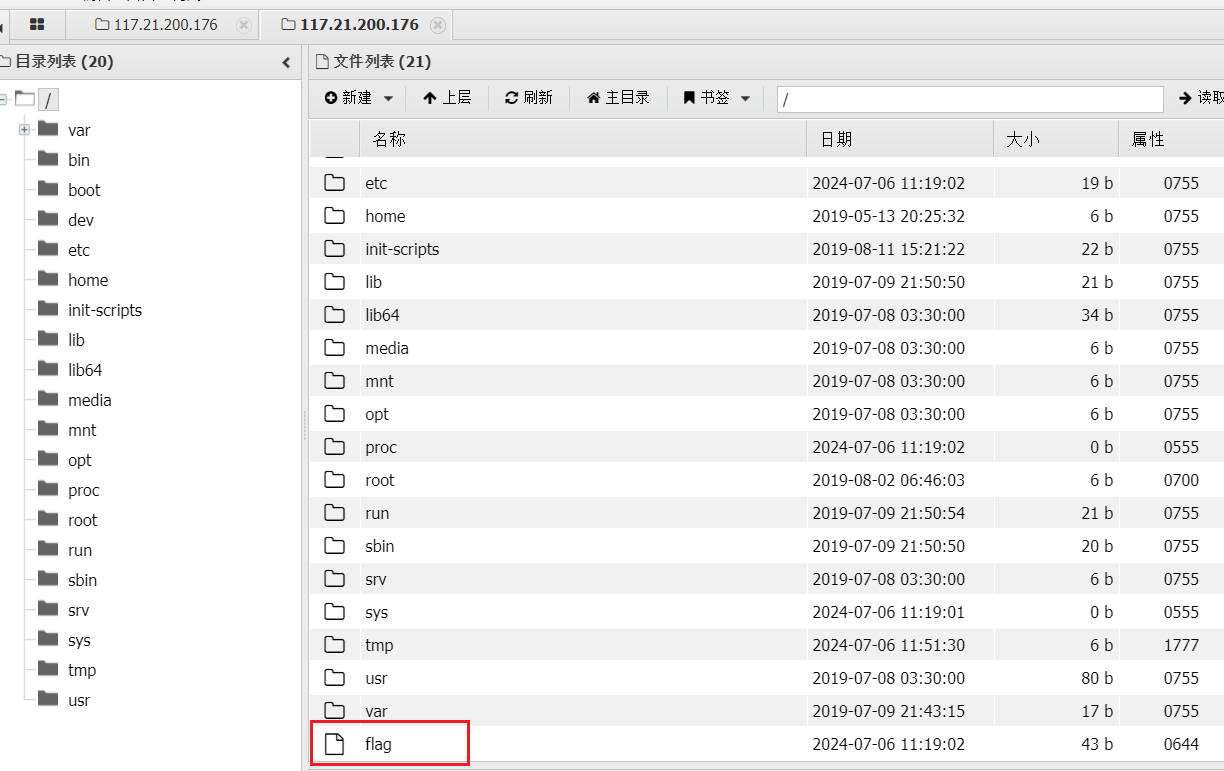 117.21.200.176
117.21.200.176
目录列表 (20)
文件列表 (21)
新建 上层 刷新 主目录 书签 / 读取
/
名称 日期 大小 属性
var
bin
boot
dev
etc
home
init-scripts
lib
lib64
media
mnt
opt
proc
root
run
sbin
srv
sys
tmp
usr
etc 2024-07-06 11:19:02 19 b 0755
home 2019-05-13 20:25:32 6 b 0755
init-scripts 2019-08-11 15:21:22 22 b 0755
lib 2019-07-09 21:50:50 21 b 0755
lib64 2019-07-08 03:30:00 34 b 0755
media 2019-07-08 03:30:00 6 b 0755
mnt 2019-07-08 03:30:00 6 b 0755
opt 2019-07-08 03:30:00 6 b 0755
proc 2024-07-06 11:19:02 0 b 0555
root 2019-08-02 06:46:03 6 b 0700
run 2019-07-09 21:50:54 21 b 0755
sbin 2019-07-09 21:50:50 20 b 0755
srv 2019-07-08 03:30:00 6 b 0755
sys 2024-07-06 11:19:01 0 b 0555
tmp 2024-07-06 11:51:30 6 b 1777
usr 2019-07-08 03:30:00 80 b 0755
var 2019-07-09 21:43:15 17 b 0755
flag 2024-07-06 11:19:02 43 b 0644